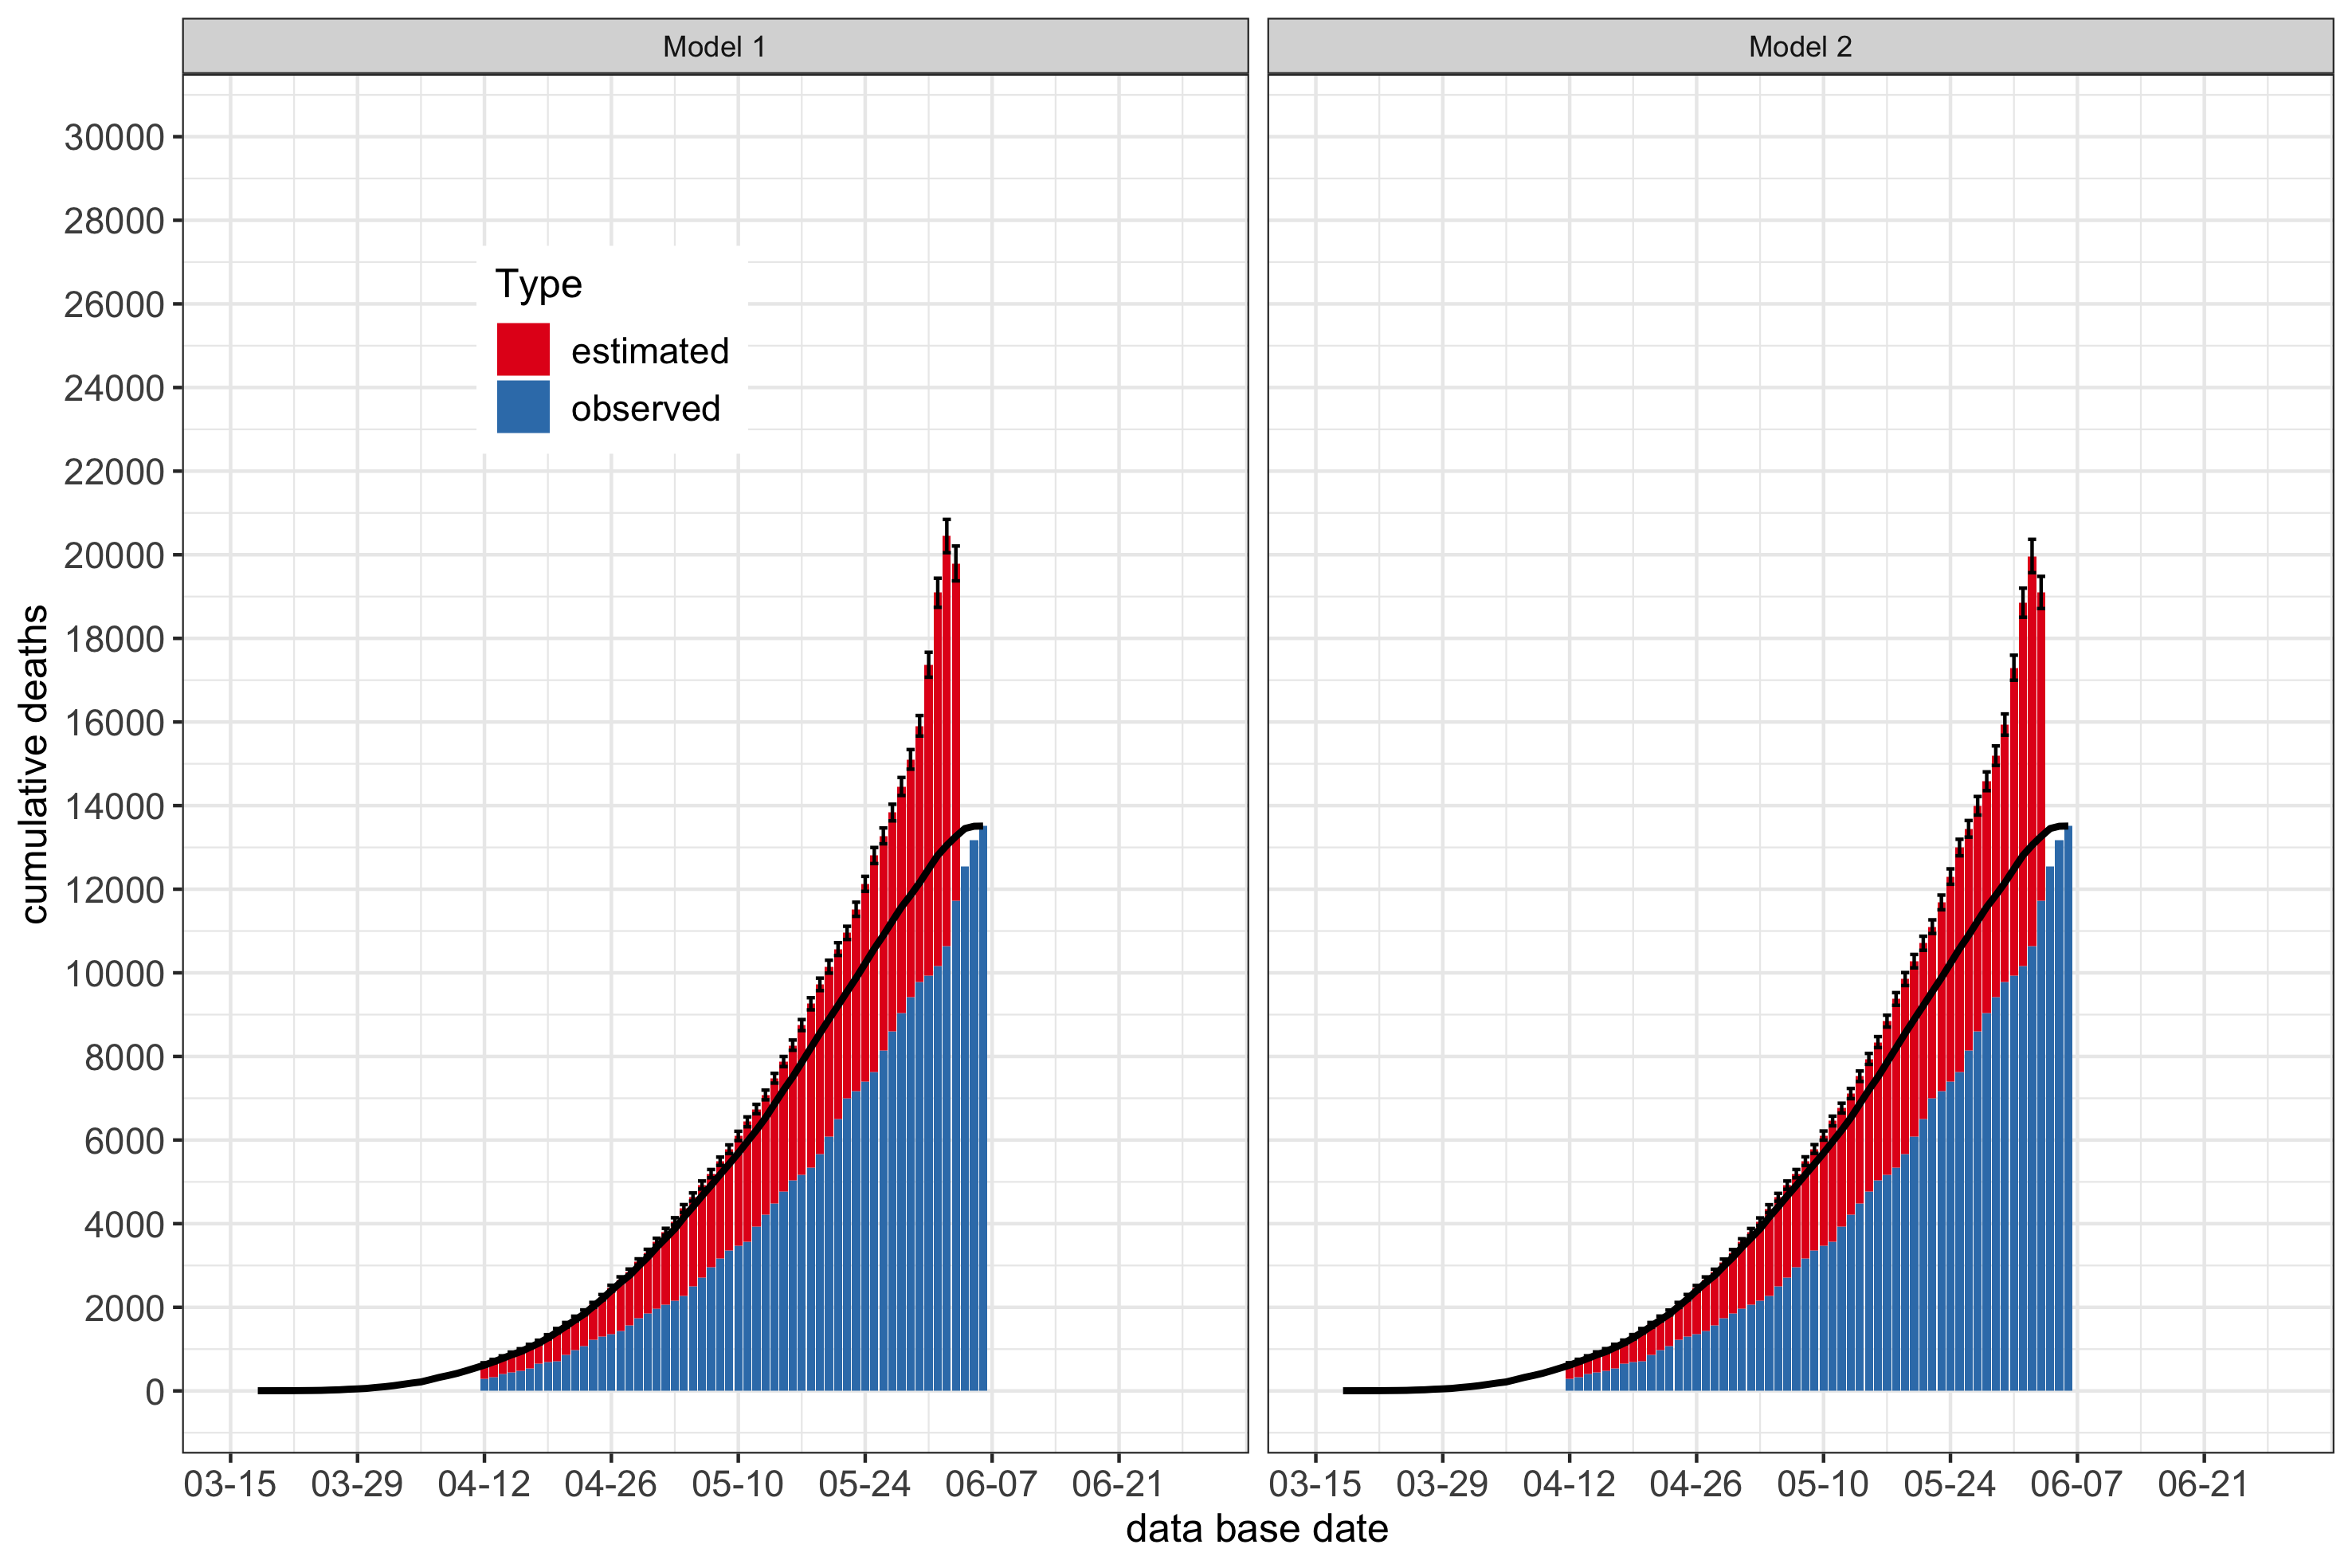 Model 1
Model 2
30000
28000
26000
24000
22000
20000
18000
16000
14000
12000
10000
8000
6000
4000
2000
0
Type
estimated
observed
cumulative deaths
03-15 03-29 04-12 04-26 05-10 05-24 06-07 06-21
03-15 03-29 04-12 04-26 05-10 05-24 06-07 06-21
data base date